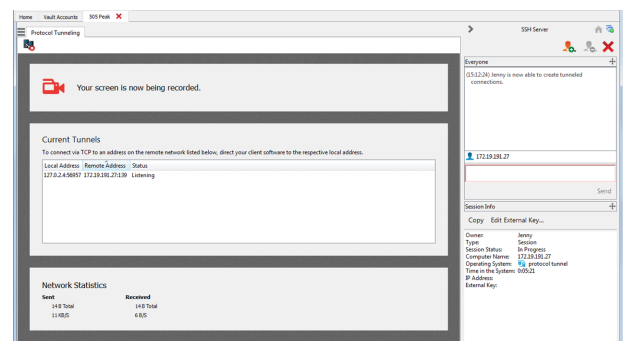 Home Vault Accounts SOS Peak
Protocol Tunneling
Your screen is now being recorded.
Current Tunnels
To connect via TCP to an address on the remote network listed below, direct your client software to the respective local address.
Local Address Remote Address Status
127.0.2.4:56957 172.19.191.27:139 Listening
Network Statistics
Sent Received
14 B Total 14 B Total
11 KB/S 6 B/S
SSH Server
Everyone
(15:12:24) Jenny is now able to create tunneled
connections.
172.19.191.27
Send
Session Info
Copy Edit External Key...
Owner: Jenny
Type: Session
Session Status: In Progress
Computer Name: 172.19.191.27
Operating System: protocol tunnel
Time in the System: 0:05:21
IP Address:
External Key: